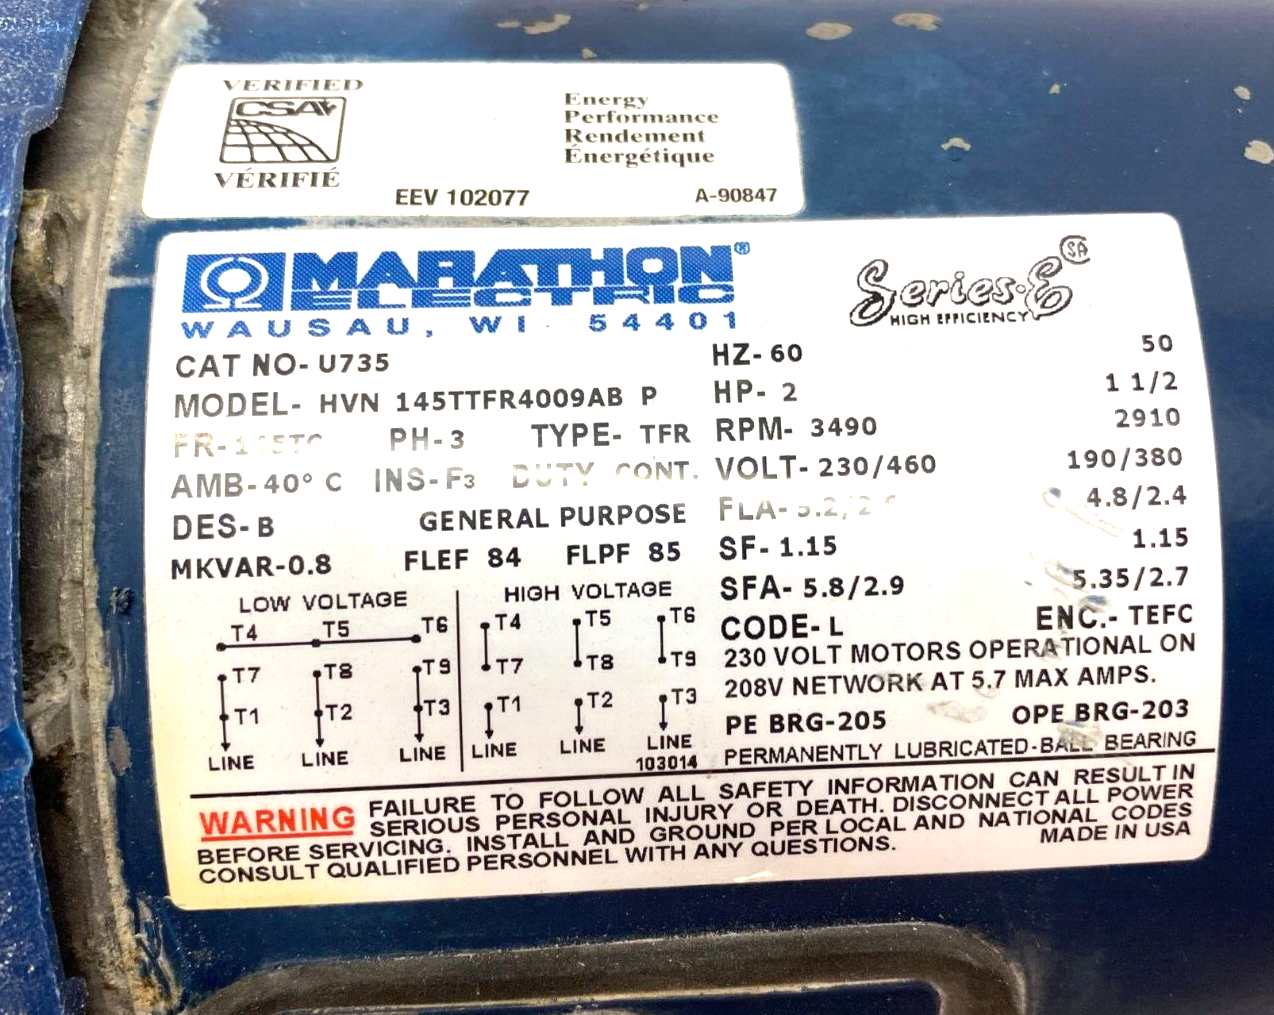 VERIFIED
CSA
VÉRIFIÉ
Energy
Performance
Rendement
Énergétique
EEV 102077 A-90847
MARATHON®
ELECTRIC
WAUSAU, WI 54401
Series-E SA
HIGH EFFICIENCY
CAT NO- U735 HZ- 60 50
MODEL- HVN 145TTFR4009AB P HP- 2 1 1/2
PH-3 TYPE- TFR RPM- 3490 2910
AMB-40° C INS-F3 DUTY CONT. VOLT-230/460 190/380
DES-B GENERAL PURPOSE FLA- 4.8/2.4
MKVAR-0.8 FLEF 84 FLPF 85 SF-1.15 1.15
SFA- 5.8/2.9 5.35/2.7
CODE-L ENC.- TEFC
230 VOLT MOTORS OPERATIONAL ON
208V NETWORK AT 5.7 MAX AMPS.
PE BRG-205 OPE BRG-203
PERMANENTLY LUBRICATED-BALL BEARING
LOW VOLTAGE HIGH VOLTAGE
T4 T5 T6 T4 T5 T6
T7 T8 T9 T7 T8 T9
T1 T2 T3 T1 T2 T3
LINE LINE LINE LINE LINE LINE
103014
WARNING FAILURE TO FOLLOW ALL SAFETY INFORMATION CAN RESULT IN
SERIOUS PERSONAL INJURY OR DEATH. DISCONNECT ALL POWER
BEFORE SERVICING. INSTALL AND GROUND PER LOCAL AND NATIONAL CODES
CONSULT QUALIFIED PERSONNEL WITH ANY QUESTIONS. MADE IN USA